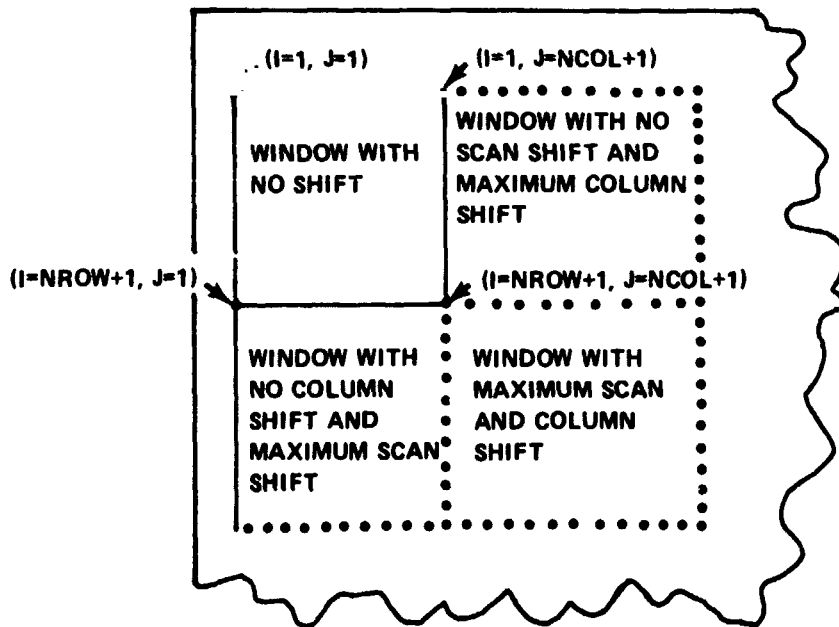 (I=1, J=1)
(I=1, J=NCOL+1)
WINDOW WITH
NO SHIFT
WINDOW WITH NO
SCAN SHIFT AND
MAXIMUM COLUMN
SHIFT
(I=NROW+1, J=1)
(I=NROW+1, J=NCOL+1)
WINDOW WITH
NO COLUMN
SHIFT AND
MAXIMUM SCAN
SHIFT
WINDOW WITH
MAXIMUM SCAN
AND COLUMN
SHIFT